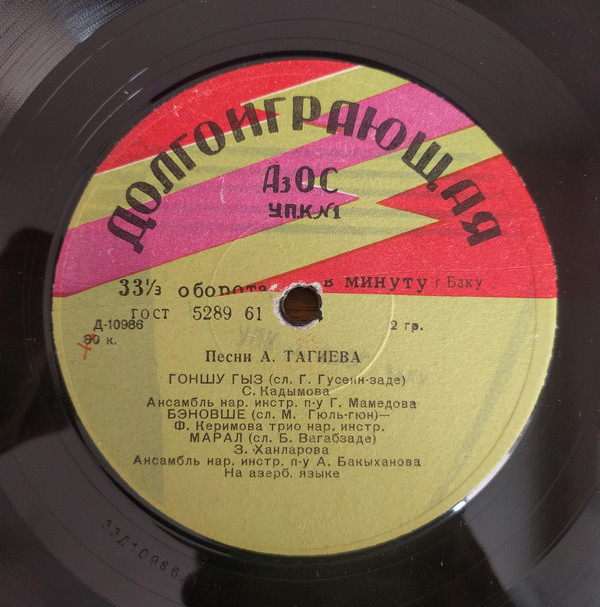 ДОЛГОИГРАЮЩАЯ
АзОС
УПК№1
33⅓ оборота в минуту г Баку
ГОСТ 5289 61
Д-10986 2 гр.
90 к.
Песни А. ТАГИЕВА
ГОНШУ ГЫЗ (сл. Г. Гусейн-заде)
С. Кадымова
Ансамбль нар. инстр. п-у Г. Мамедова
БЭНОВШЕ (сл. М. Гюль-гюн)—
Ф. Керимова трио нар. инстр.
МАРАЛ (сл. Б. Вагабзаде)
З. Ханларова
Ансамбль нар. инстр. п-у А. Бакыханова
На азерб. языке
33Д10986